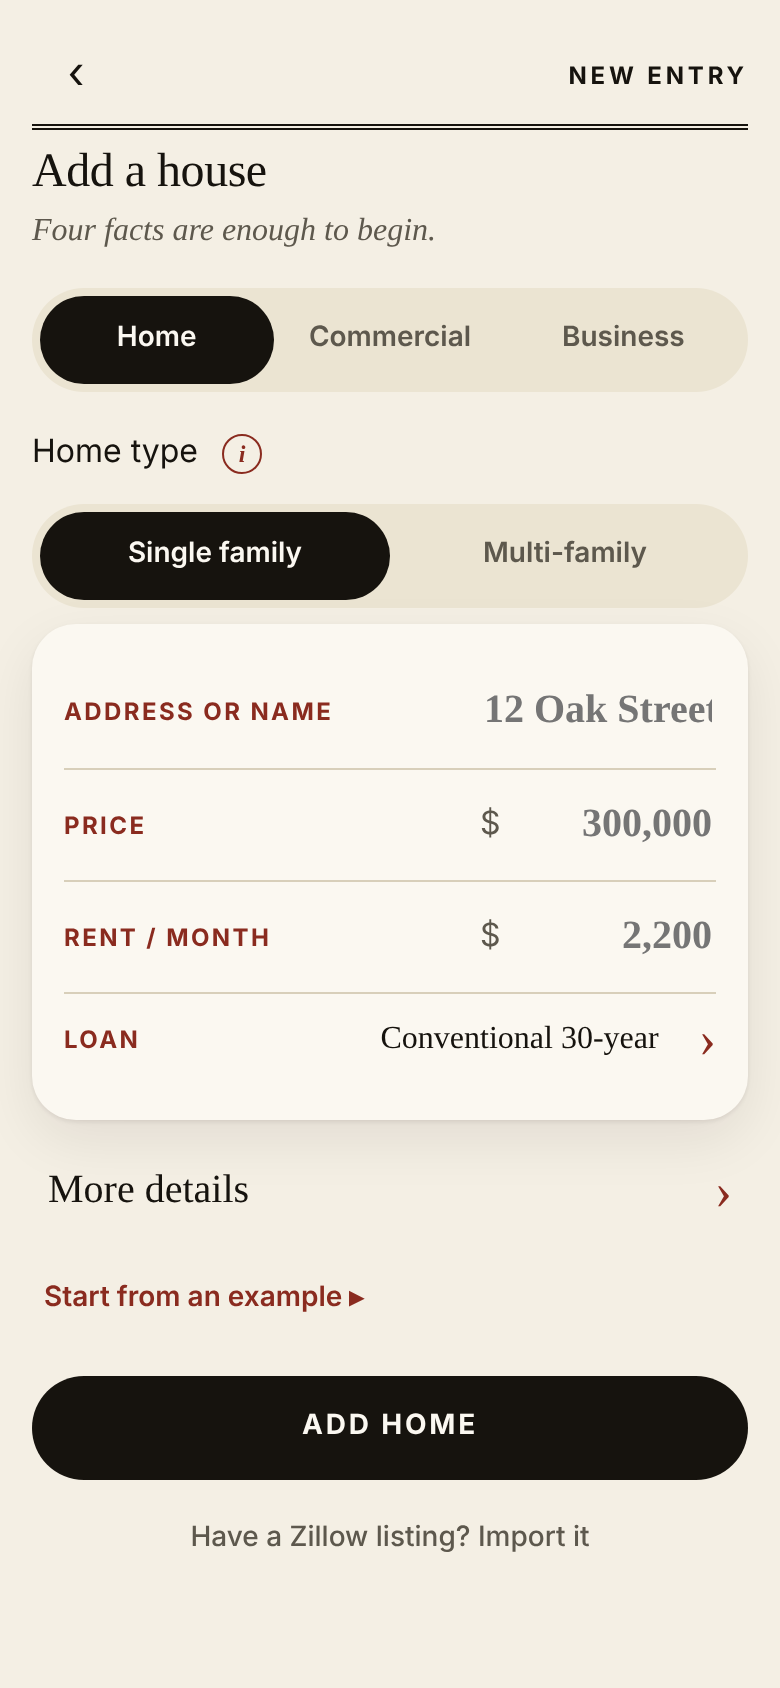 ‹ NEW ENTRY
Add a house
Four facts are enough to begin.
Home Commercial Business
Home type i
Single family Multi-family
ADDRESS OR NAME 12 Oak Street
PRICE $ 300,000
RENT / MONTH $ 2,200
LOAN Conventional 30-year ›
More details ›
Start from an example ▸
ADD HOME
Have a Zillow listing? Import it